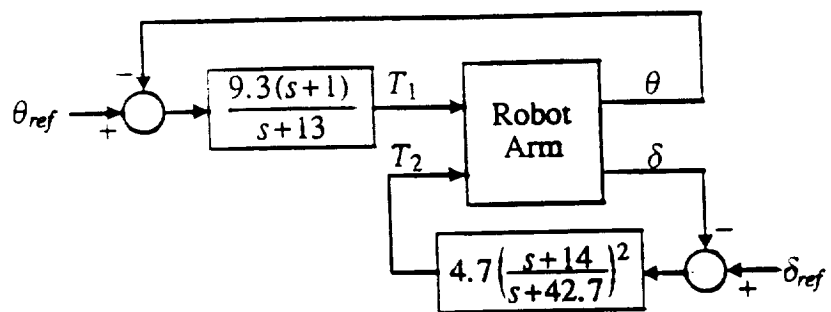 −
θref
+
9.3(s+1)
s+13
T1
Robot
Arm
θ
T2
δ
−
4.7(s+14/s+42.7)²
+
δref